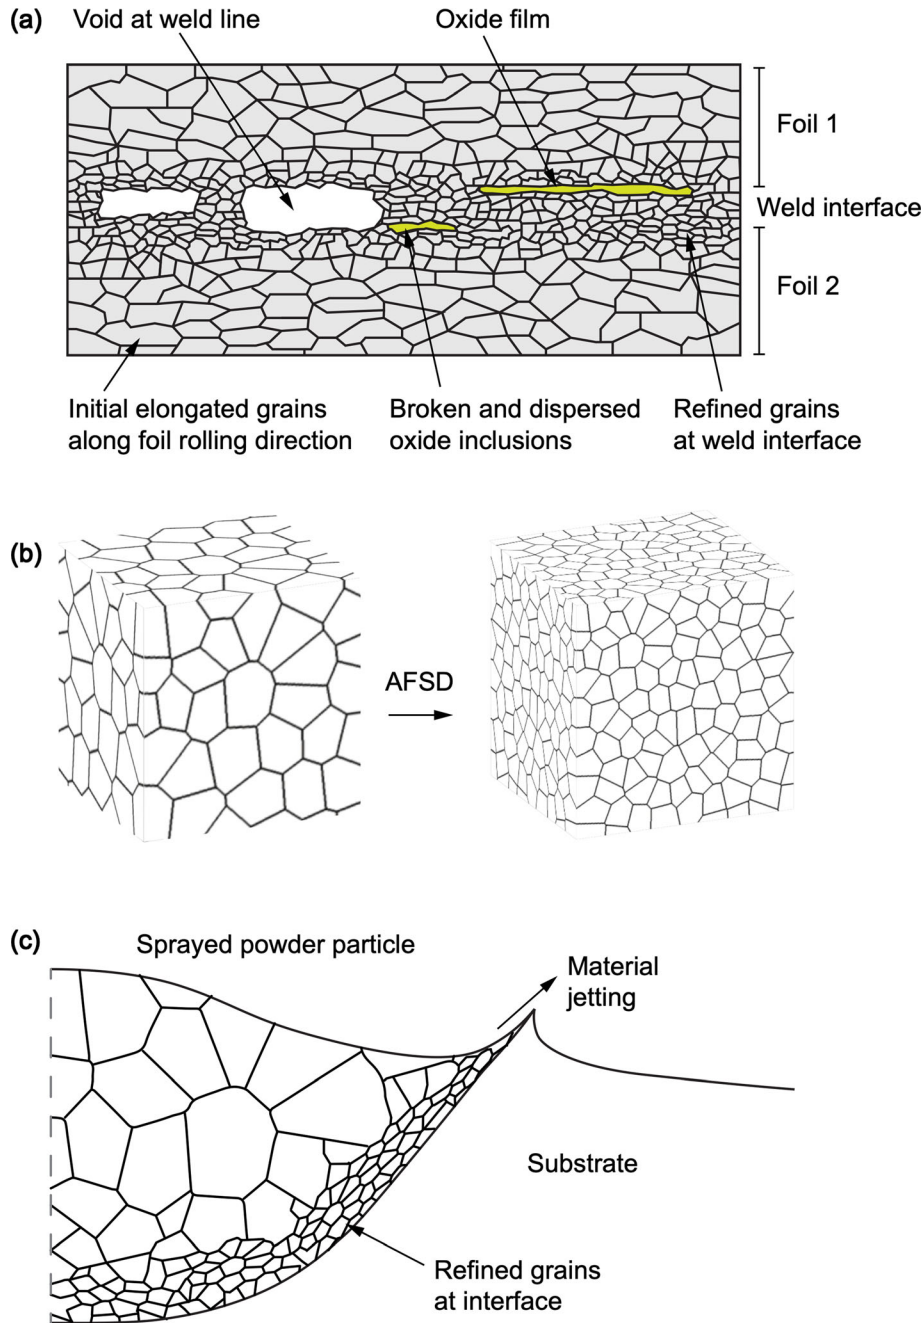 (a)
Void at weld line
Oxide film
Foil 1
Weld interface
Foil 2
Initial elongated grains
along foil rolling direction
Broken and dispersed
oxide inclusions
Refined grains
at weld interface
(b)
AFSD
(c)
Sprayed powder particle
Material
jetting
Substrate
Refined grains
at interface